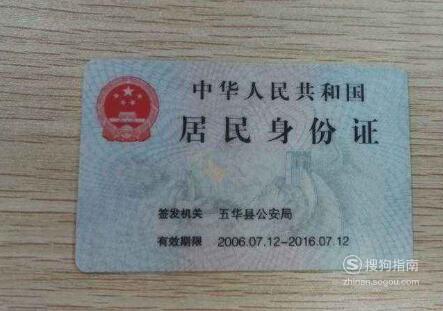 中华人民共和国
居民身份证
签发机关 五华县公安局
有效期限 2006.07.12-2016.07.12
搜狗指南
zhinan.sogou.com